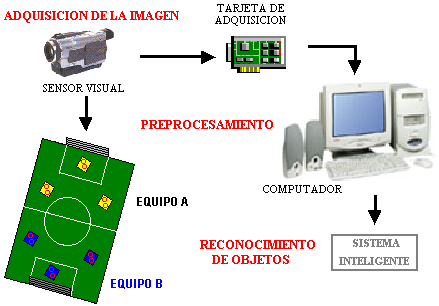 ADQUISICION DE LA IMAGEN
TARJETA DE
ADQUISICION
SENSOR VISUAL
PREPROCESAMIENTO
COMPUTADOR
EQUIPO A
RECONOCIMIENTO
DE OBJETOS
SISTEMA
INTELIGENTE
EQUIPO B